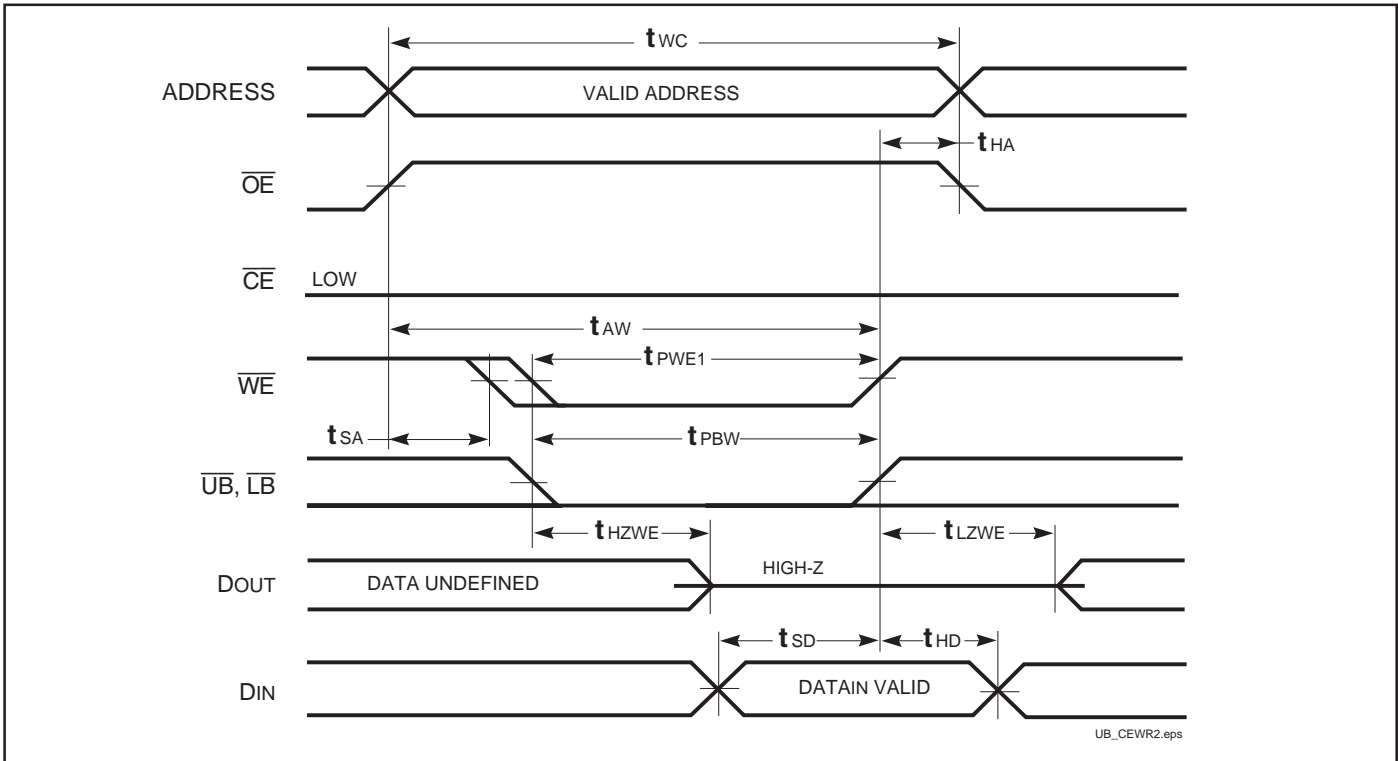 tWC
ADDRESS
VALID ADDRESS
tHA
OE
CE
LOW
tAW
tPWE1
WE
tSA
tPBW
UB, LB
tHZWE
tLZWE
DOUT
DATA UNDEFINED
HIGH-Z
tSD
tHD
DIN
DATAIN VALID
UB_CEWR2.eps